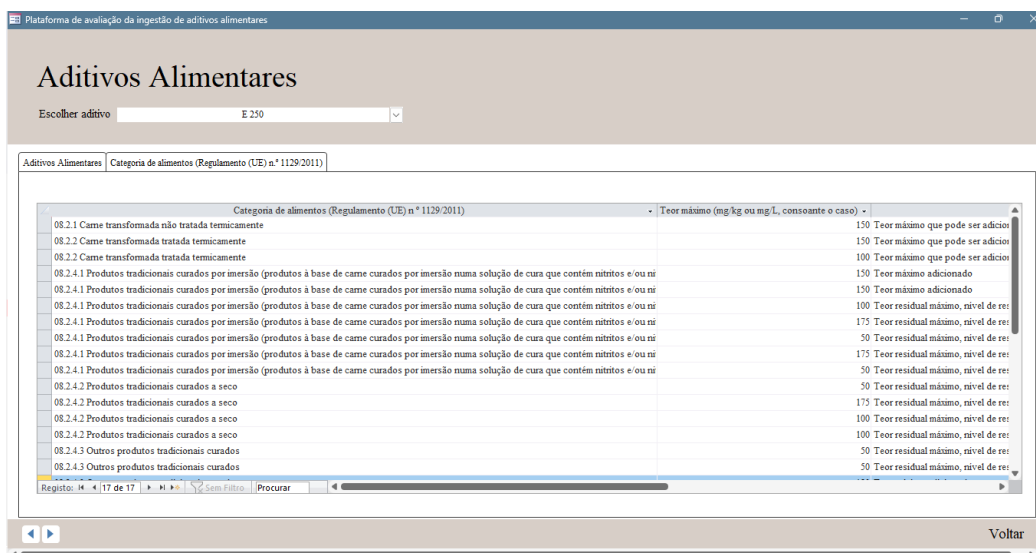 Plataforma de avaliação da ingestão de aditivos alimentares
Aditivos Alimentares
Escolher aditivo E 250
Aditivos Alimentares Categoria de alimentos (Regulamento (UE) n.º 1129/2011)
Categoria de alimentos (Regulamento (UE) n º 1129/2011) Teor máximo (mg/kg ou mg/L, consoante o caso)
08.2.1 Carne transformada não tratada termicamente 150 Teor máximo que pode ser adicio
08.2.2 Carne transformada tratada termicamente 150 Teor máximo que pode ser adicio
08.2.2 Carne transformada tratada termicamente 100 Teor máximo que pode ser adicio
08.2.4.1 Produtos tradicionais curados por imersão (produtos à base de carne curados por imersão numa solução de cura que contém nitritos e/ou ni 150 Teor máximo adicionado
08.2.4.1 Produtos tradicionais curados por imersão (produtos à base de carne curados por imersão numa solução de cura que contém nitritos e/ou ni 150 Teor máximo adicionado
08.2.4.1 Produtos tradicionais curados por imersão (produtos à base de carne curados por imersão numa solução de cura que contém nitritos e/ou ni 100 Teor residual máximo, nível de res
08.2.4.1 Produtos tradicionais curados por imersão (produtos à base de carne curados por imersão numa solução de cura que contém nitritos e/ou ni 175 Teor residual máximo, nível de res
08.2.4.1 Produtos tradicionais curados por imersão (produtos à base de carne curados por imersão numa solução de cura que contém nitritos e/ou ni 50 Teor residual máximo, nível de res
08.2.4.1 Produtos tradicionais curados por imersão (produtos à base de carne curados por imersão numa solução de cura que contém nitritos e/ou ni 175 Teor residual máximo, nível de res
08.2.4.1 Produtos tradicionais curados por imersão (produtos à base de carne curados por imersão numa solução de cura que contém nitritos e/ou ni 50 Teor residual máximo, nível de res
08.2.4.2 Produtos tradicionais curados a seco 50 Teor residual máximo, nível de res
08.2.4.2 Produtos tradicionais curados a seco 175 Teor residual máximo, nível de res
08.2.4.2 Produtos tradicionais curados a seco 100 Teor residual máximo, nível de res
08.2.4.2 Produtos tradicionais curados a seco 100 Teor residual máximo, nível de res
08.2.4.3 Outros produtos tradicionais curados 50 Teor residual máximo, nível de res
08.2.4.3 Outros produtos tradicionais curados 50 Teor residual máximo, nível de res
Registo: 17 de 17 Sem Filtro Procurar
Voltar